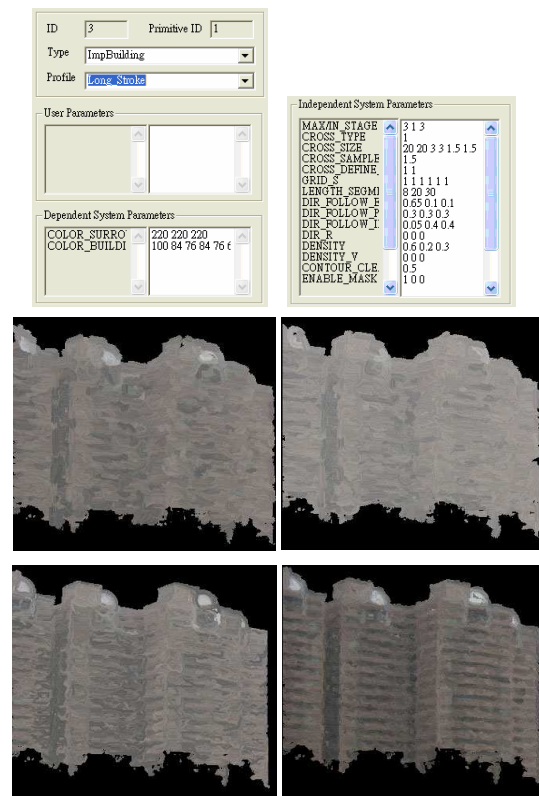 ID 3 Primitive ID 1
Type ImpBuilding
Profile Long_Stroke
User Parameters
Dependent System Parameters
COLOR_SURRO 220 220 220
COLOR_BUILDI 100 84 76 84 76 6
Independent System Parameters
MAX/IN_STAGE 3 1 3
CROSS_TYPE 1
CROSS_SIZE 20 20 3 3 1.5 1.5
CROSS_SAMPLE 1.5
CROSS_DEFINE_ 1 1
GRID_S 1 1 1 1 1
LENGTH_SEGMI 8 20 30
DIR_FOLLOW_E 0.65 0.1 0.1
DIR_FOLLOW_P 0.3 0.3 0.3
DIR_FOLLOW_I 0.05 0.4 0.4
DIR_R 0 0 0
DENSITY 0.6 0.2 0.3
DENSITY_V 0 0 0
CONTOUR_CLE 0.5
ENABLE_MASK 1 0 0